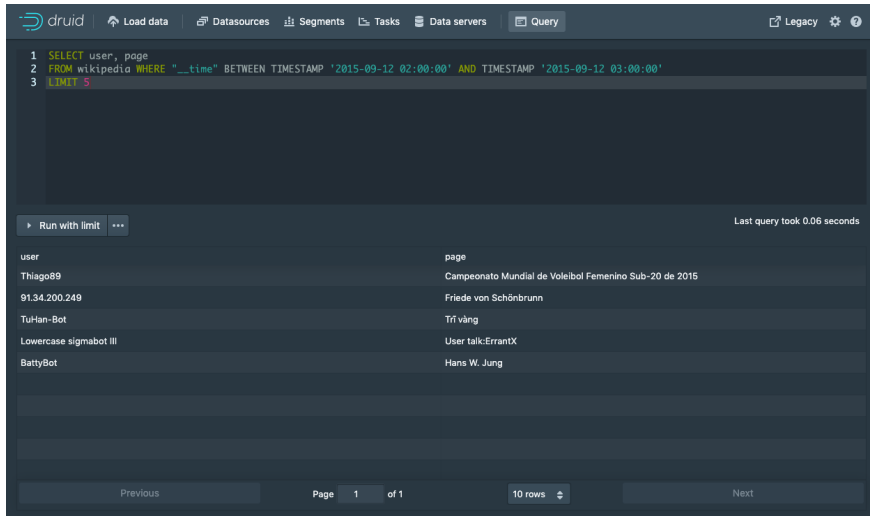 druid Load data Datasources Segments Tasks Data servers Query Legacy
1 SELECT user, page
2 FROM wikipedia WHERE "__time" BETWEEN TIMESTAMP '2015-09-12 02:00:00' AND TIMESTAMP '2015-09-12 03:00:00'
3 LIMIT 5
Run with limit ••• Last query took 0.06 seconds
user page
Thiago89 Campeonato Mundial de Voleibol Femenino Sub-20 de 2015
91.34.200.249 Friede von Schönbrunn
TuHan-Bot Trĩ vàng
Lowercase sigmabot III User talk:ErrantX
BattyBot Hans W. Jung
Previous Page 1 of 1 10 rows Next